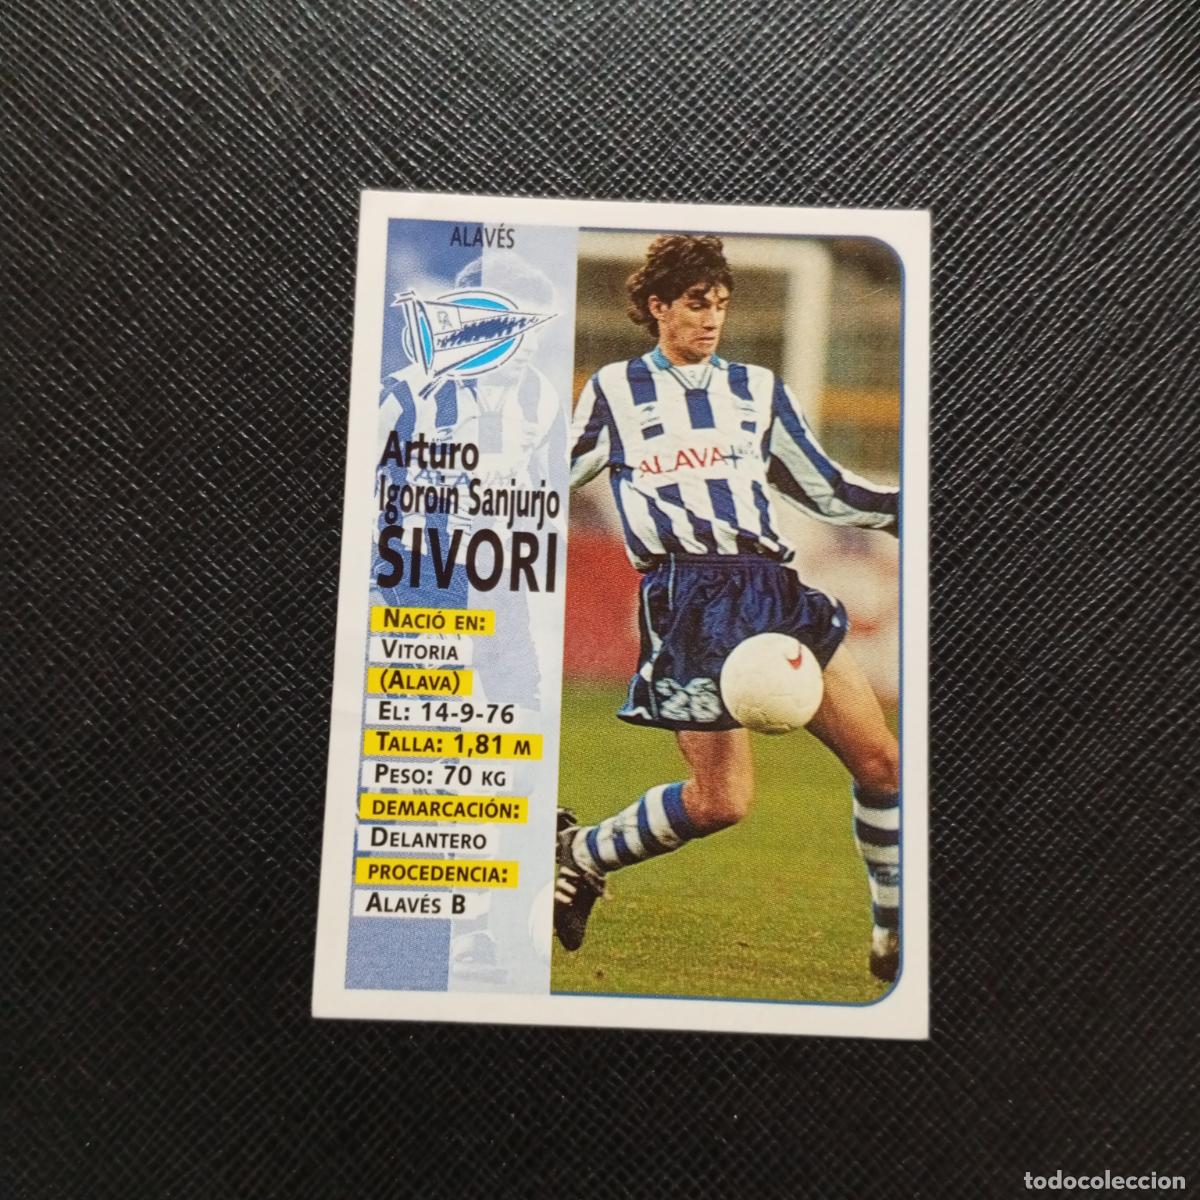 ALAVÉS
Arturo
Igoroin Sanjurjo
SIVORI
NACIÓ EN:
VITORIA
(ALAVA)
EL: 14-9-76
TALLA: 1,81 M
PESO: 70 KG
DEMARCACIÓN:
DELANTERO
PROCEDENCIA:
ALAVÉS B
ALAVA
26
todocoleccion